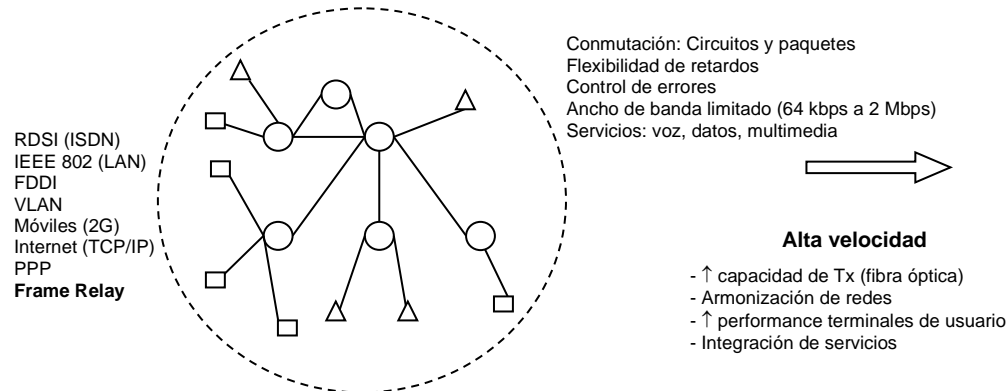 RDSI (ISDN)
IEEE 802 (LAN)
FDDI
VLAN
Móviles (2G)
Internet (TCP/IP)
PPP
Frame Relay
Conmutación: Circuitos y paquetes
Flexibilidad de retardos
Control de errores
Ancho de banda limitado (64 kbps a 2 Mbps)
Servicios: voz, datos, multimedia
Alta velocidad
- ↑ capacidad de Tx (fibra óptica)
- Armonización de redes
- ↑ performance terminales de usuario
- Integración de servicios